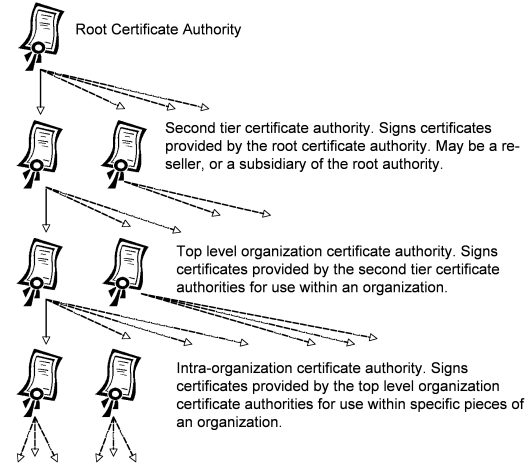 Root Certificate Authority
Second tier certificate authority. Signs certificates
provided by the root certificate authority. May be a re-
seller, or a subsidiary of the root authority.
Top level organization certificate authority. Signs
certificates provided by the second tier certificate
authorities for use within an organization.
Intra-organization certificate authority. Signs
certificates provided by the top level organization
certificate authorities for use within specific pieces of
an organization.